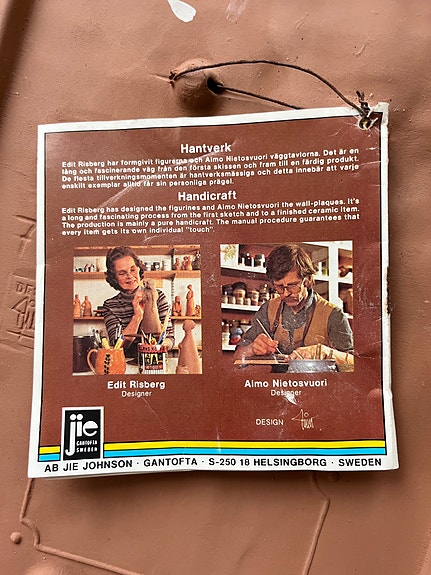 Hantverk
Edit Risberg har formgivit figurerna och Aimo Nietosvuori väggtavlorna. Det är en
lång och fascinerande väg från den första skissen och fram till en färdig produkt.
De flesta tillverkningsmomenten är hantverksmässiga och detta innebär att varje
enskilt exemplar alltid får sin personliga prägel.
Handicraft
Edit Risberg has designed the figurines and Aimo Nietosvuori the wall-plaques. It's
a long and fascinating process from the first sketch and to a finished ceramic item.
The production is mainly a pure handicraft. The manual procedure guarantees that
every item gets its own individual "touch".
Edit Risberg
Designer
Aimo Nietosvuori
Designer
DESIGN
jie
GANTOFTA
SWEDEN
AB JIE JOHNSON · GANTOFTA · S-250 18 HELSINGBORG · SWEDEN